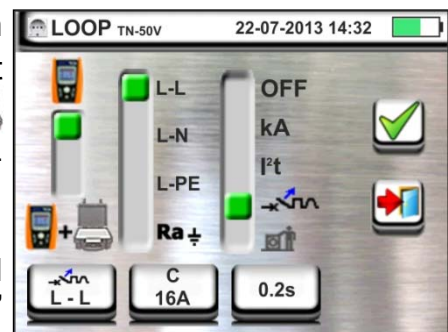 LOOP TN-50V 22-07-2013 14:32
L-L
L-N
L-PE
Ra
OFF
kA
I²t
+
L - L
C
16A
0.2s